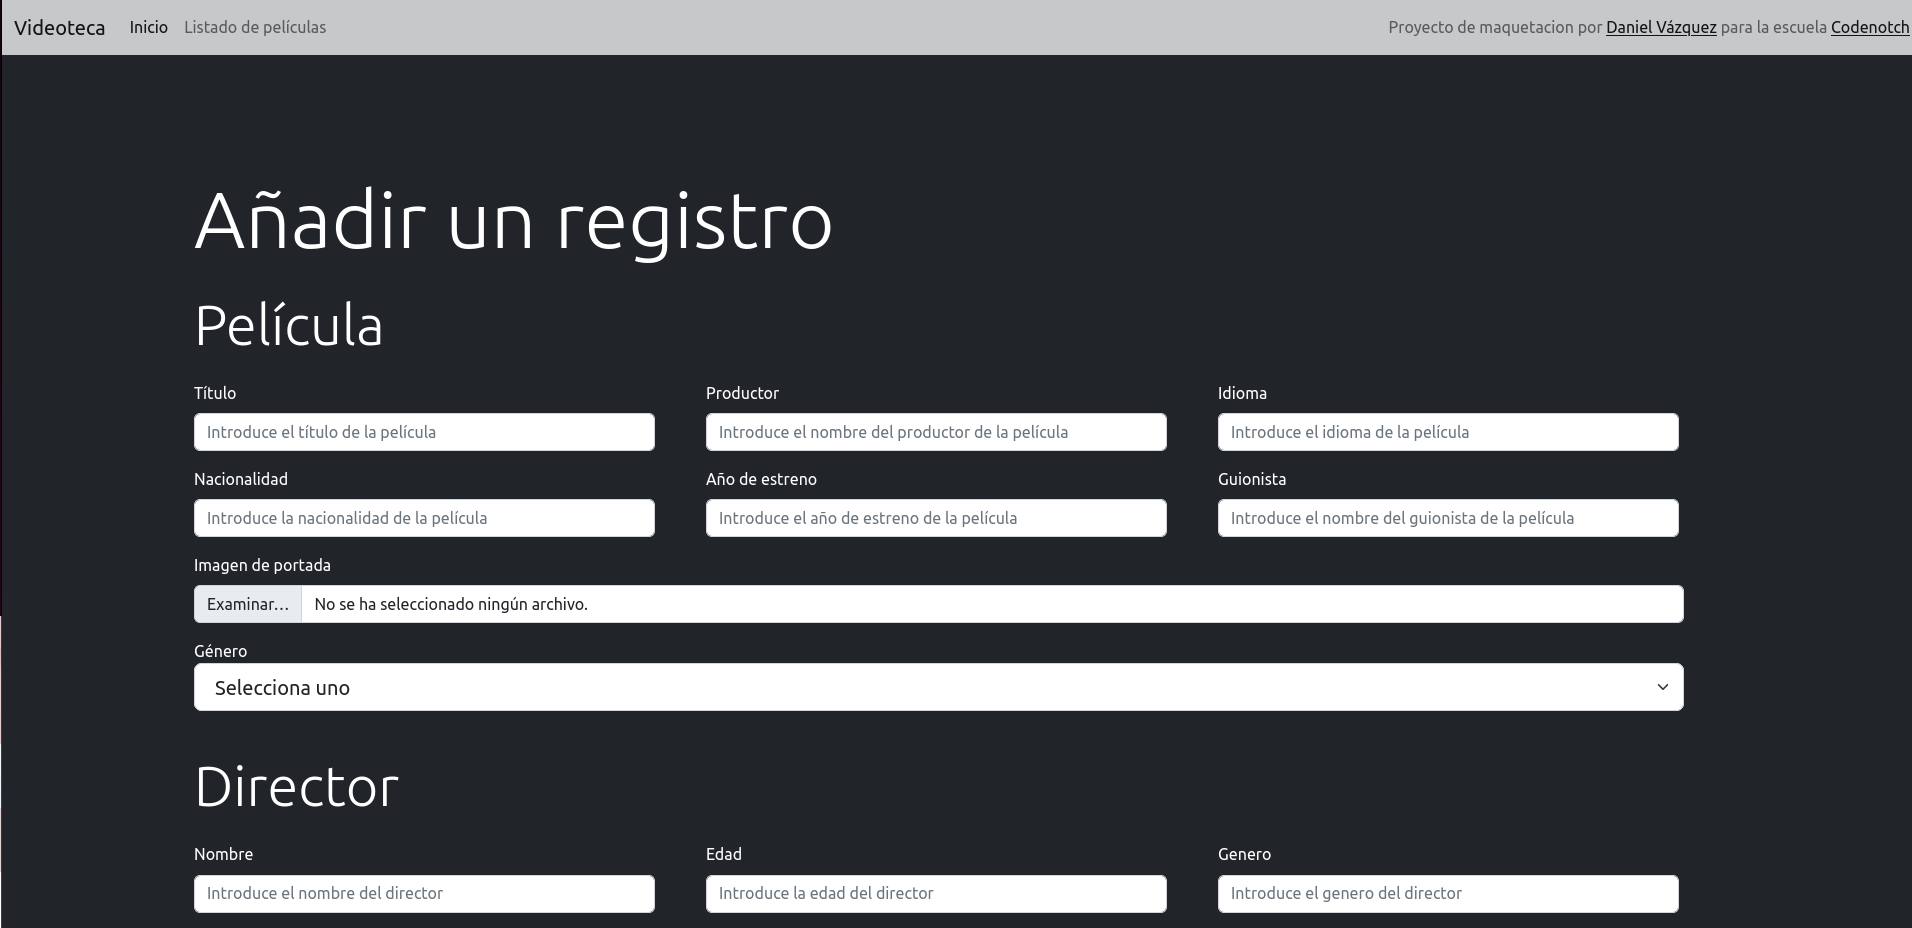 Videoteca Inicio Listado de películas Proyecto de maquetacion por Daniel Vázquez para la escuela Codenotch
Añadir un registro
Película
Título Productor Idioma
Introduce el título de la película Introduce el nombre del productor de la película Introduce el idioma de la película
Nacionalidad Año de estreno Guionista
Introduce la nacionalidad de la película Introduce el año de estreno de la película Introduce el nombre del guionista de la película
Imagen de portada
Examinar... No se ha seleccionado ningún archivo.
Género
Selecciona uno
Director
Nombre Edad Genero
Introduce el nombre del director Introduce la edad del director Introduce el genero del director